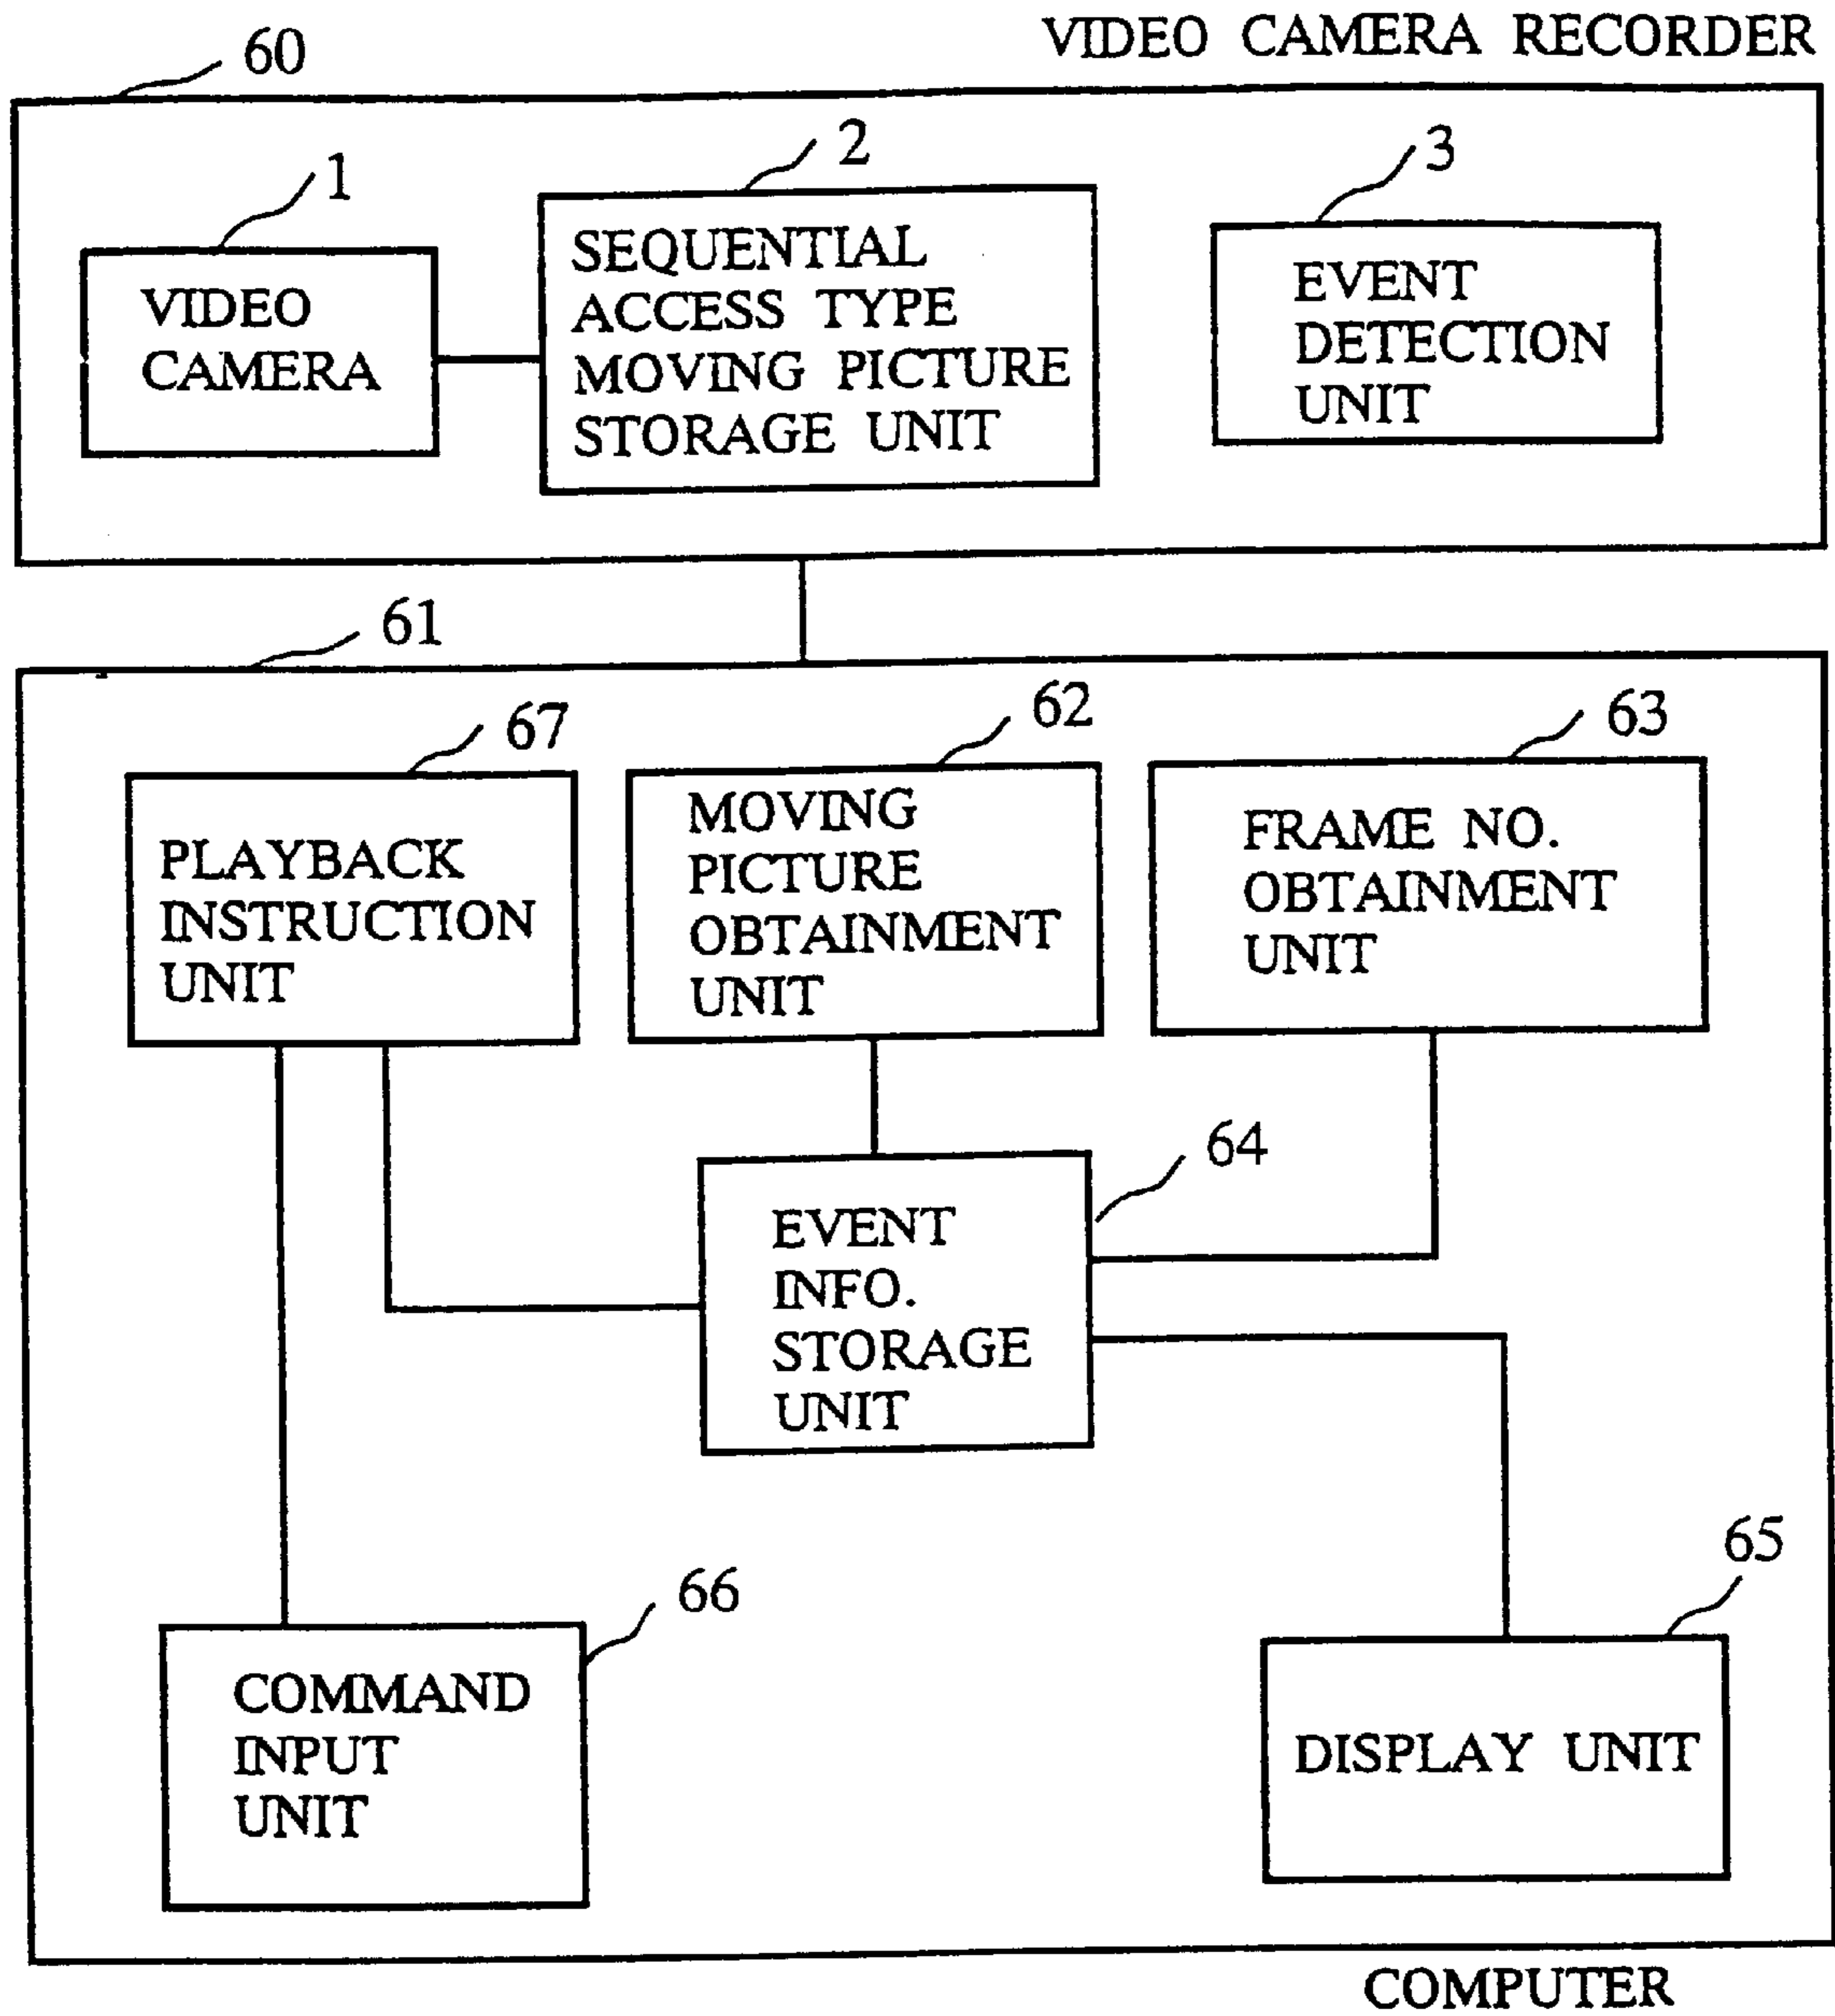 VIDEO CAMERA RECORDER
60
1
2
3
VIDEO
CAMERA
SEQUENTIAL
ACCESS TYPE
MOVING PICTURE
STORAGE UNIT
EVENT
DETECTION
UNIT
61
67
62
63
PLAYBACK
INSTRUCTION
UNIT
MOVING
PICTURE
OBTAINMENT
UNIT
FRAME NO.
OBTAINMENT
UNIT
64
EVENT
INFO.
STORAGE
UNIT
66
65
COMMAND
INPUT
UNIT
DISPLAY UNIT
COMPUTER